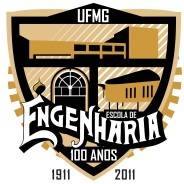 UFMG
ESCOLA DE
ENGENHARIA
100 ANOS
1911 2011